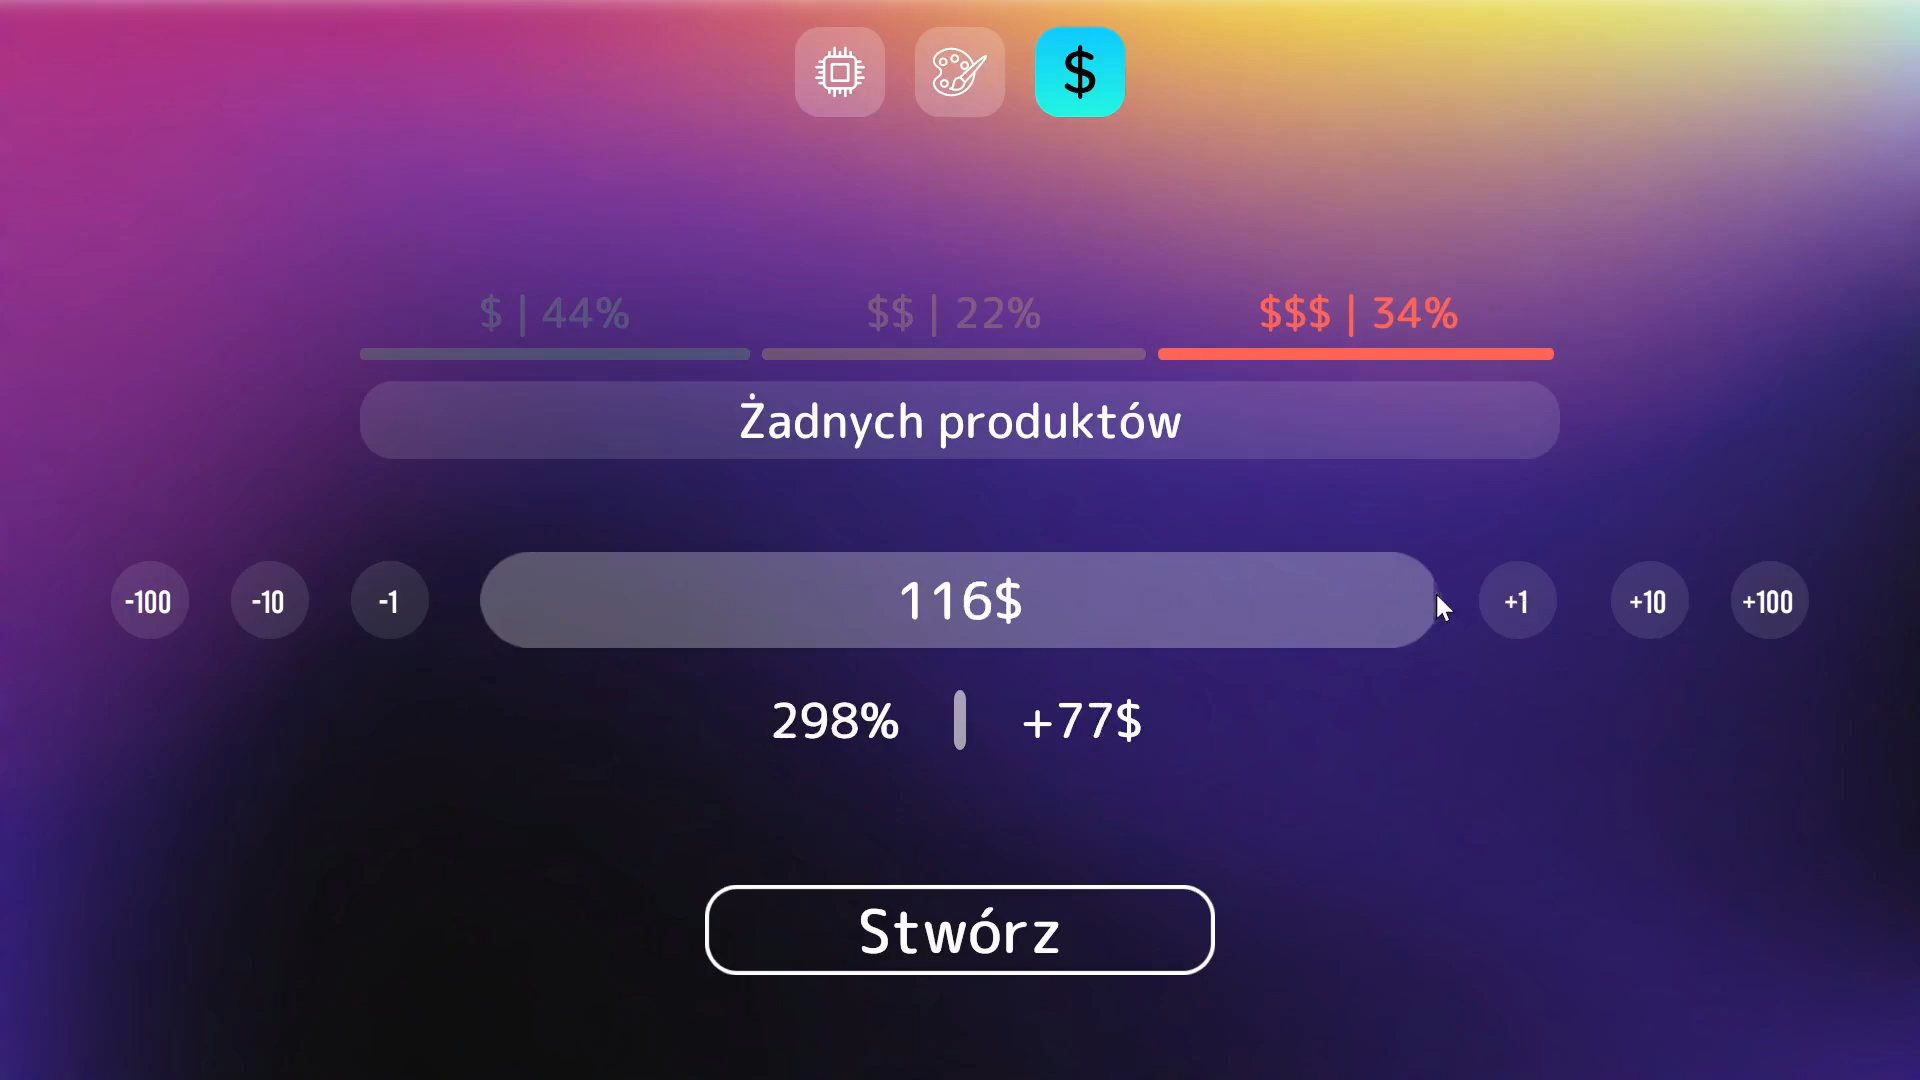 $
$ | 44%
$$ | 22%
$$$ | 34%
Żadnych produktów
-100
-10
-1
116$
+1
+10
+100
298%
+77$
Stwórz